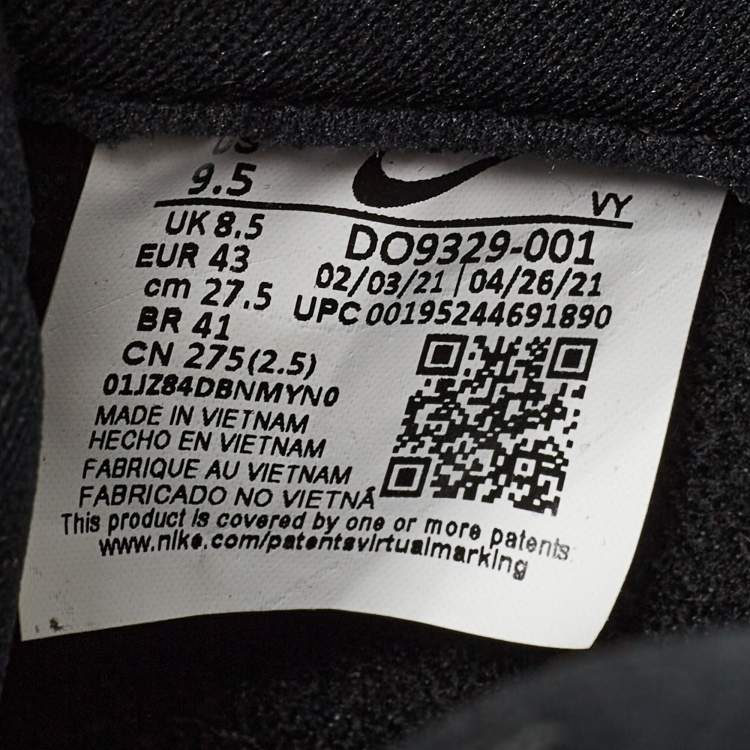 US
9.5
VY
UK 8.5
DO9329-001
EUR 43
02/03/21 | 04/26/21
cm 27.5
UPC 00195244691890
BR 41
CN 275(2.5)
01JZ84DBNMYN0
MADE IN VIETNAM
HECHO EN VIETNAM
FABRIQUE AU VIETNAM
FABRICADO NO VIETNÃ
This product is covered by one or more patents
www.nike.com/patentsvirtualmarking